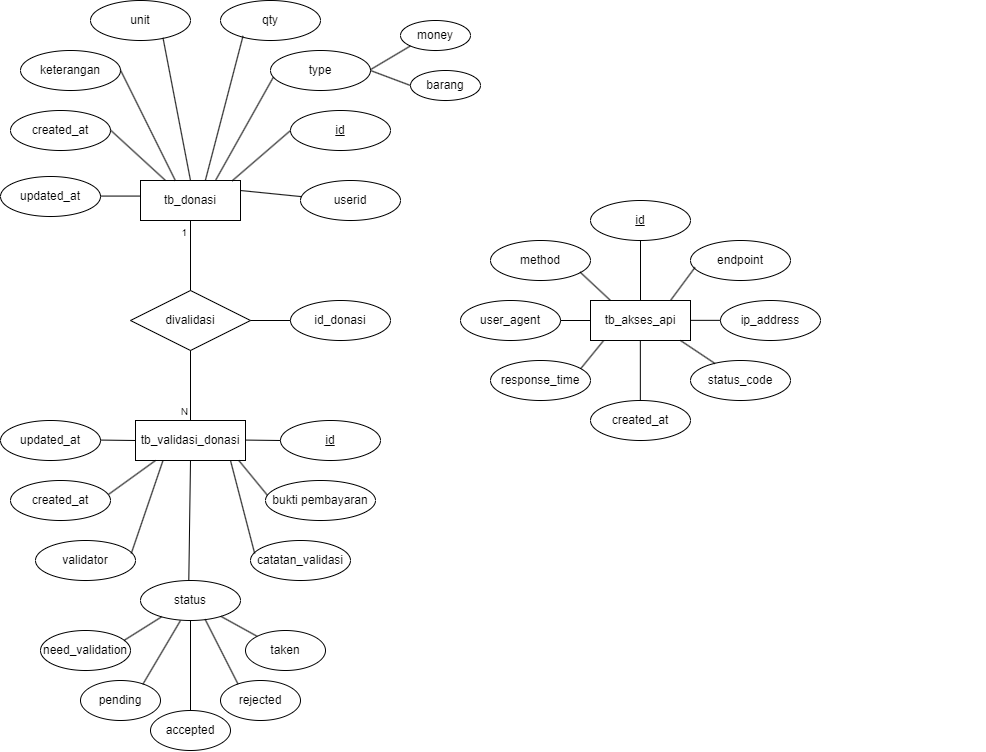 unit
qty
money
keterangan
type
barang
created_at
id
updated_at
tb_donasi
userid
1
divalidasi
id_donasi
N
updated_at
tb_validasi_donasi
id
created_at
bukti pembayaran
validator
catatan_validasi
status
need_validation
taken
pending
rejected
accepted
id
method
endpoint
user_agent
tb_akses_api
ip_address
response_time
status_code
created_at